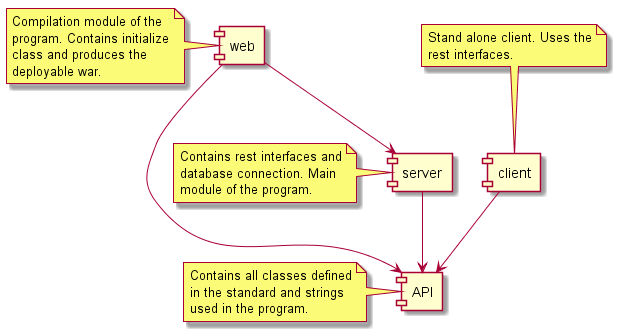 Compilation module of the
program. Contains initialize
class and produces the
deployable war.
web
Stand alone client. Uses the
rest interfaces.
Contains rest interfaces and
database connection. Main
module of the program.
server
client
Contains all classes defined
in the standard and strings
used in the program.
API